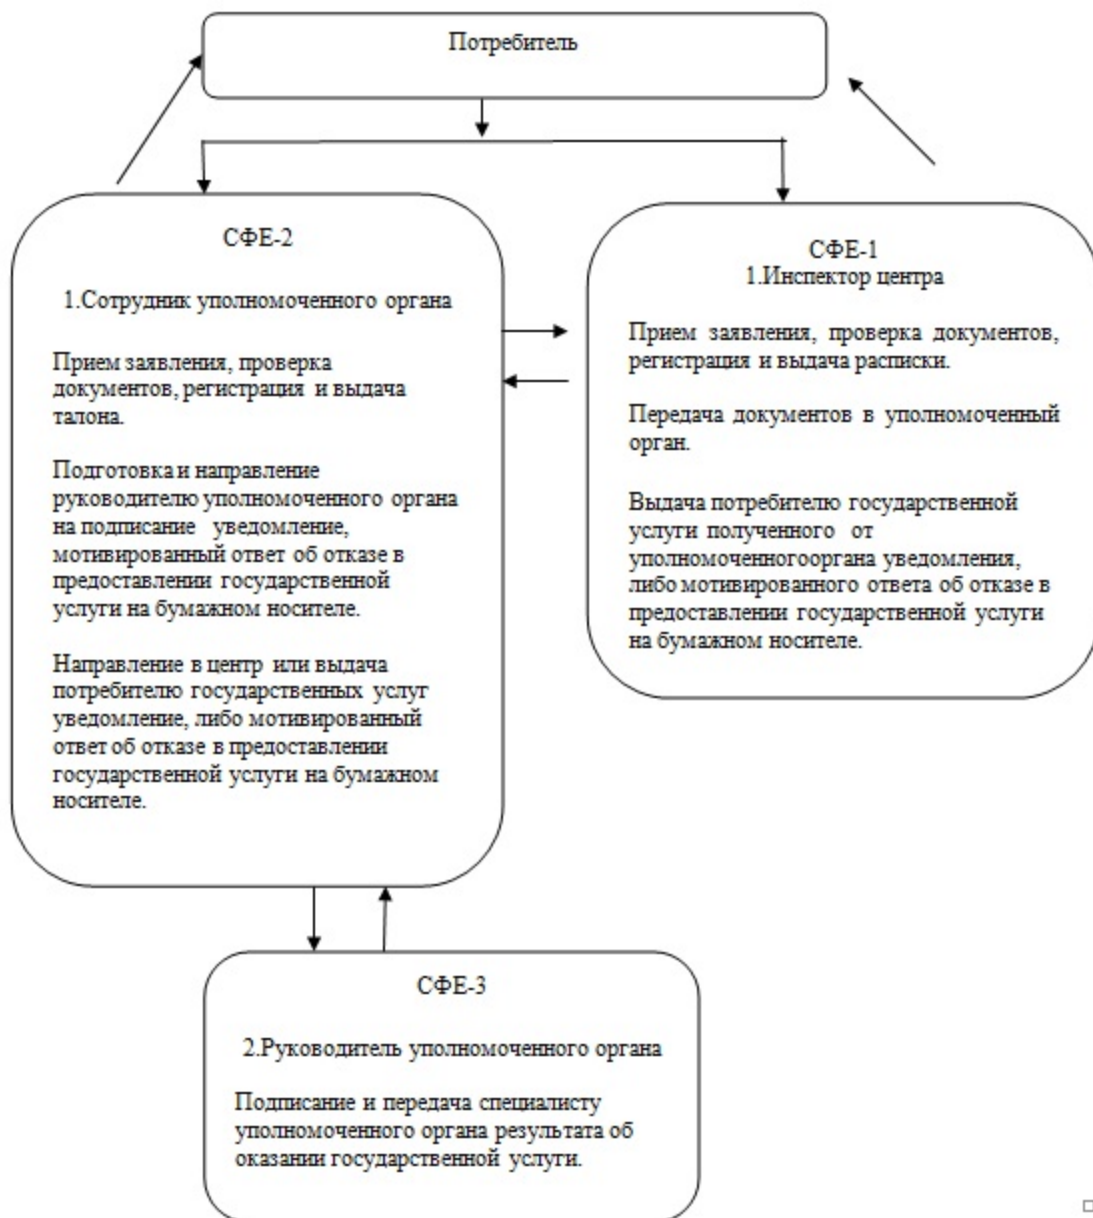 Потребитель
СФЕ-2
1.Сотрудник уполномоченного органа
Прием заявления, проверка
документов, регистрация и выдача
талона.
Подготовка и направление
руководителю уполномоченного органа
на подписание уведомление,
мотивированный ответ об отказе в
предоставлении государственной
услуги на бумажном носителе.
Направление в центр или выдача
потребителю государственных услуг
уведомление, либо мотивированный
ответ об отказе в предоставлении
государственной услуги на бумажном
носителе.
СФЕ-1
1.Инспектор центра
Прием заявления, проверка документов,
регистрация и выдача расписки.
Передача документов в уполномоченный
орган.
Выдача потребителю государственной
услуги полученного от
уполномоченногооргана уведомления,
либо мотивированного ответа об отказе в
предоставлении государственной услуги
на бумажном носителе.
СФЕ-3
2.Руководитель уполномоченного органа
Подписание и передача специалисту
уполномоченного органа результата об
оказании государственной услуги.